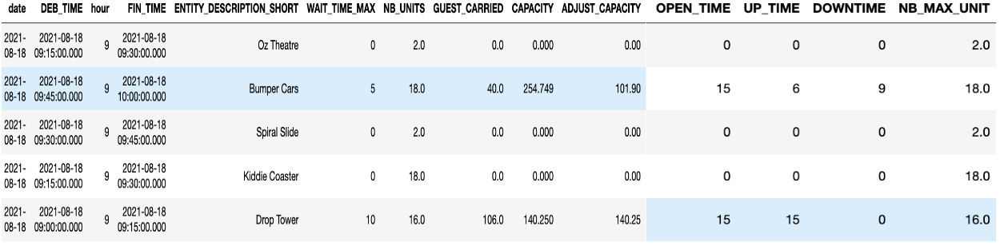 date DEB_TIME hour FIN_TIME ENTITY_DESCRIPTION_SHORT WAIT_TIME_MAX NB_UNITS GUEST_CARRIED CAPACITY ADJUST_CAPACITY OPEN_TIME UP_TIME DOWNTIME NB_MAX_UNIT
2021- 2021-08-18 2021-08-18
9 Oz Theatre 0 2.0 0.0 0.000 0.00 0 0 0 2.0
08-18 09:15:00.000 09:30:00.000
2021- 2021-08-18 2021-08-18
9 Bumper Cars 5 18.0 40.0 254.749 101.90 15 6 9 18.0
08-18 09:45:00.000 10:00:00.000
2021- 2021-08-18 2021-08-18
9 Spiral Slide 0 2.0 0.0 0.000 0.00 0 0 0 2.0
08-18 09:30:00.000 09:45:00.000
2021- 2021-08-18 2021-08-18
9 Kiddie Coaster 0 18.0 0.0 0.000 0.00 0 0 0 18.0
08-18 09:15:00.000 09:30:00.000
2021- 2021-08-18 2021-08-18
9 Drop Tower 10 16.0 106.0 140.250 140.25 15 15 0 16.0
08-18 09:00:00.000 09:15:00.000